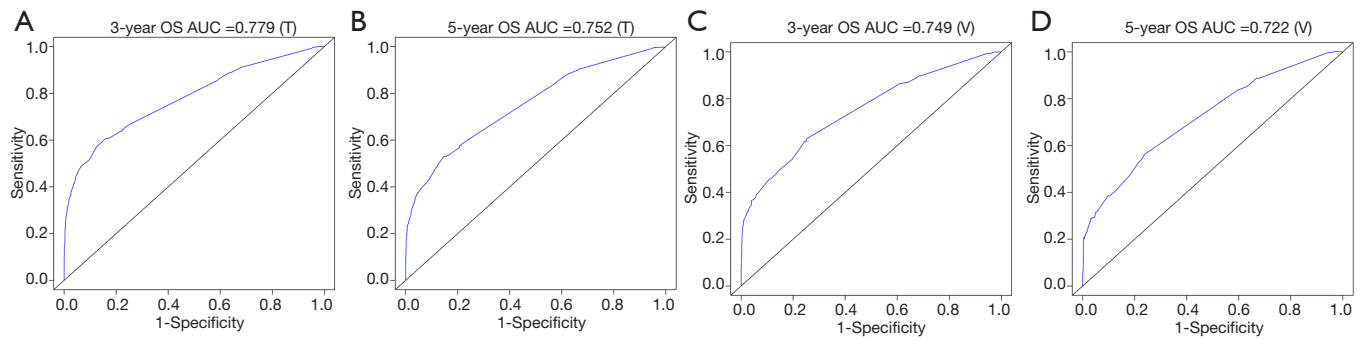 A
3-year OS AUC =0.779 (T)
1.0
0.8
0.6
0.4
0.2
0.0
Sensitivity
0.0 0.2 0.4 0.6 0.8 1.0
1-Specificity
B
5-year OS AUC =0.752 (T)
1.0
0.8
0.6
0.4
0.2
0.0
Sensitivity
0.0 0.2 0.4 0.6 0.8 1.0
1-Specificity
C
3-year OS AUC =0.749 (V)
1.0
0.8
0.6
0.4
0.2
0.0
Sensitivity
0.0 0.2 0.4 0.6 0.8 1.0
1-Specificity
D
5-year OS AUC =0.722 (V)
1.0
0.8
0.6
0.4
0.2
0.0
Sensitivity
0.0 0.2 0.4 0.6 0.8 1.0
1-Specificity